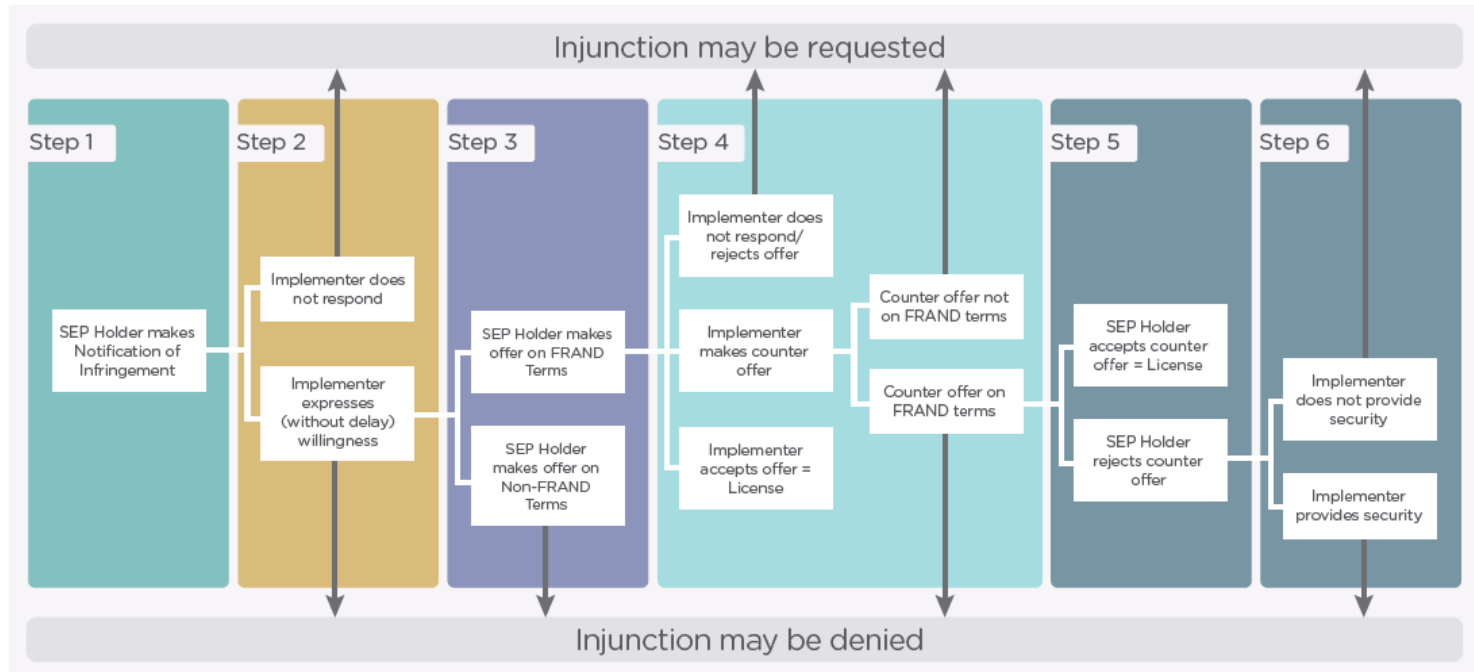 Injunction may be requested
Step 1
Step 2
Step 3
Step 4
Step 5
Step 6
SEP Holder makes
Notification of
Infringement
Implementer does
not respond
Implementer
expresses
(without delay)
willingness
SEP Holder makes
offer on FRAND
Terms
SEP Holder
makes offer on
Non-FRAND
Terms
Implementer does
not respond/
rejects offer
Implementer
makes counter
offer
Implementer
accepts offer =
License
Counter offer not
on FRAND terms
Counter offer on
FRAND terms
SEP Holder
accepts counter
offer = License
SEP Holder
rejects counter
offer
Implementer
does not provide
security
Implementer
provides security
Injunction may be denied